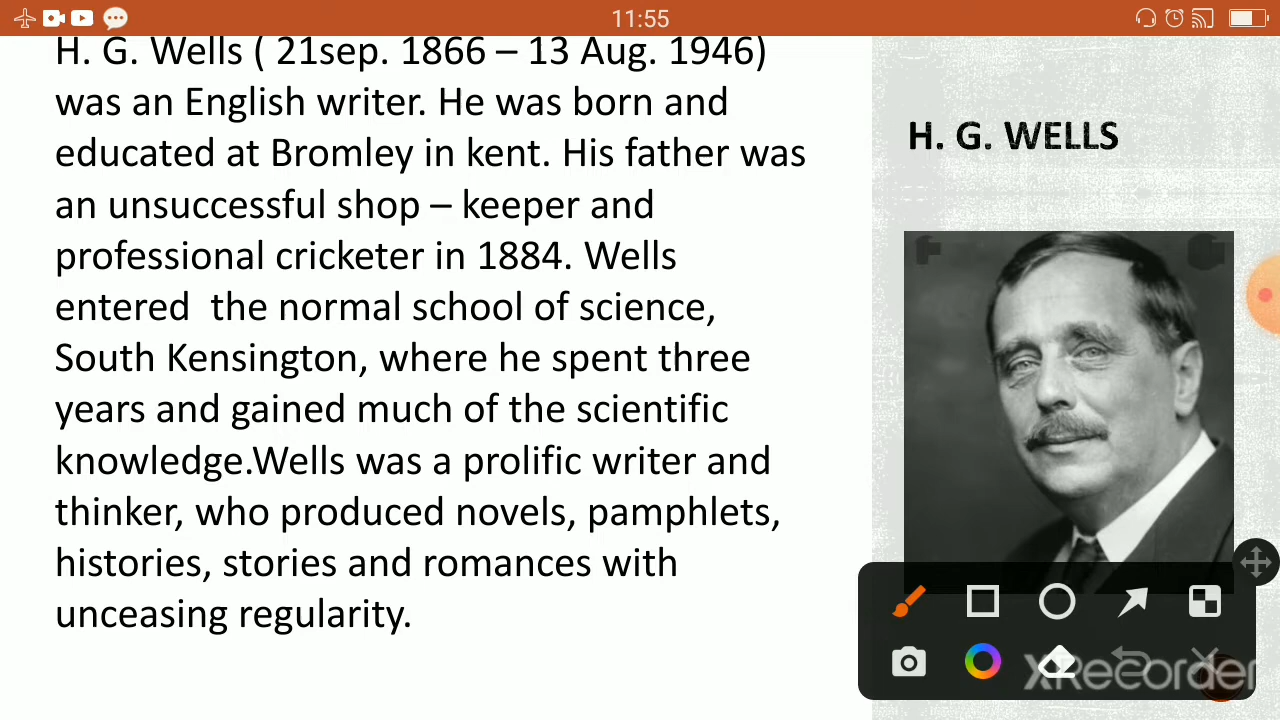 11:55
H. G. Wells ( 21sep. 1866 – 13 Aug. 1946)
was an English writer. He was born and
educated at Bromley in kent. His father was
an unsuccessful shop – keeper and
professional cricketer in 1884. Wells
entered  the normal school of science,
South Kensington, where he spent three
years and gained much of the scientific
knowledge.Wells was a prolific writer and
thinker, who produced novels, pamphlets,
histories, stories and romances with
unceasing regularity.
H. G. WELLS
XRecorder